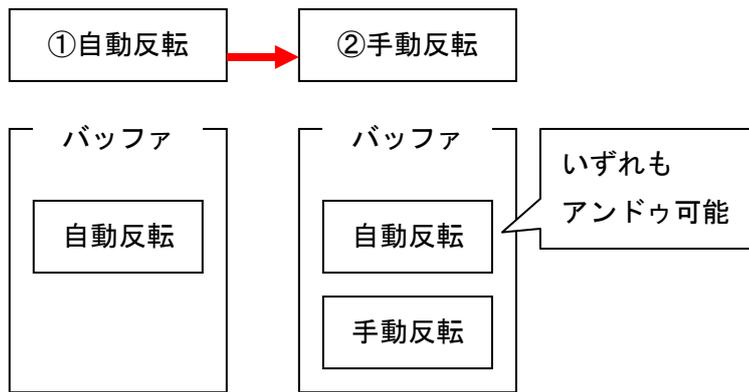 ①自動反転
②手動反転
バッファ
自動反転
バッファ
自動反転
手動反転
いずれも
アンドゥ可能